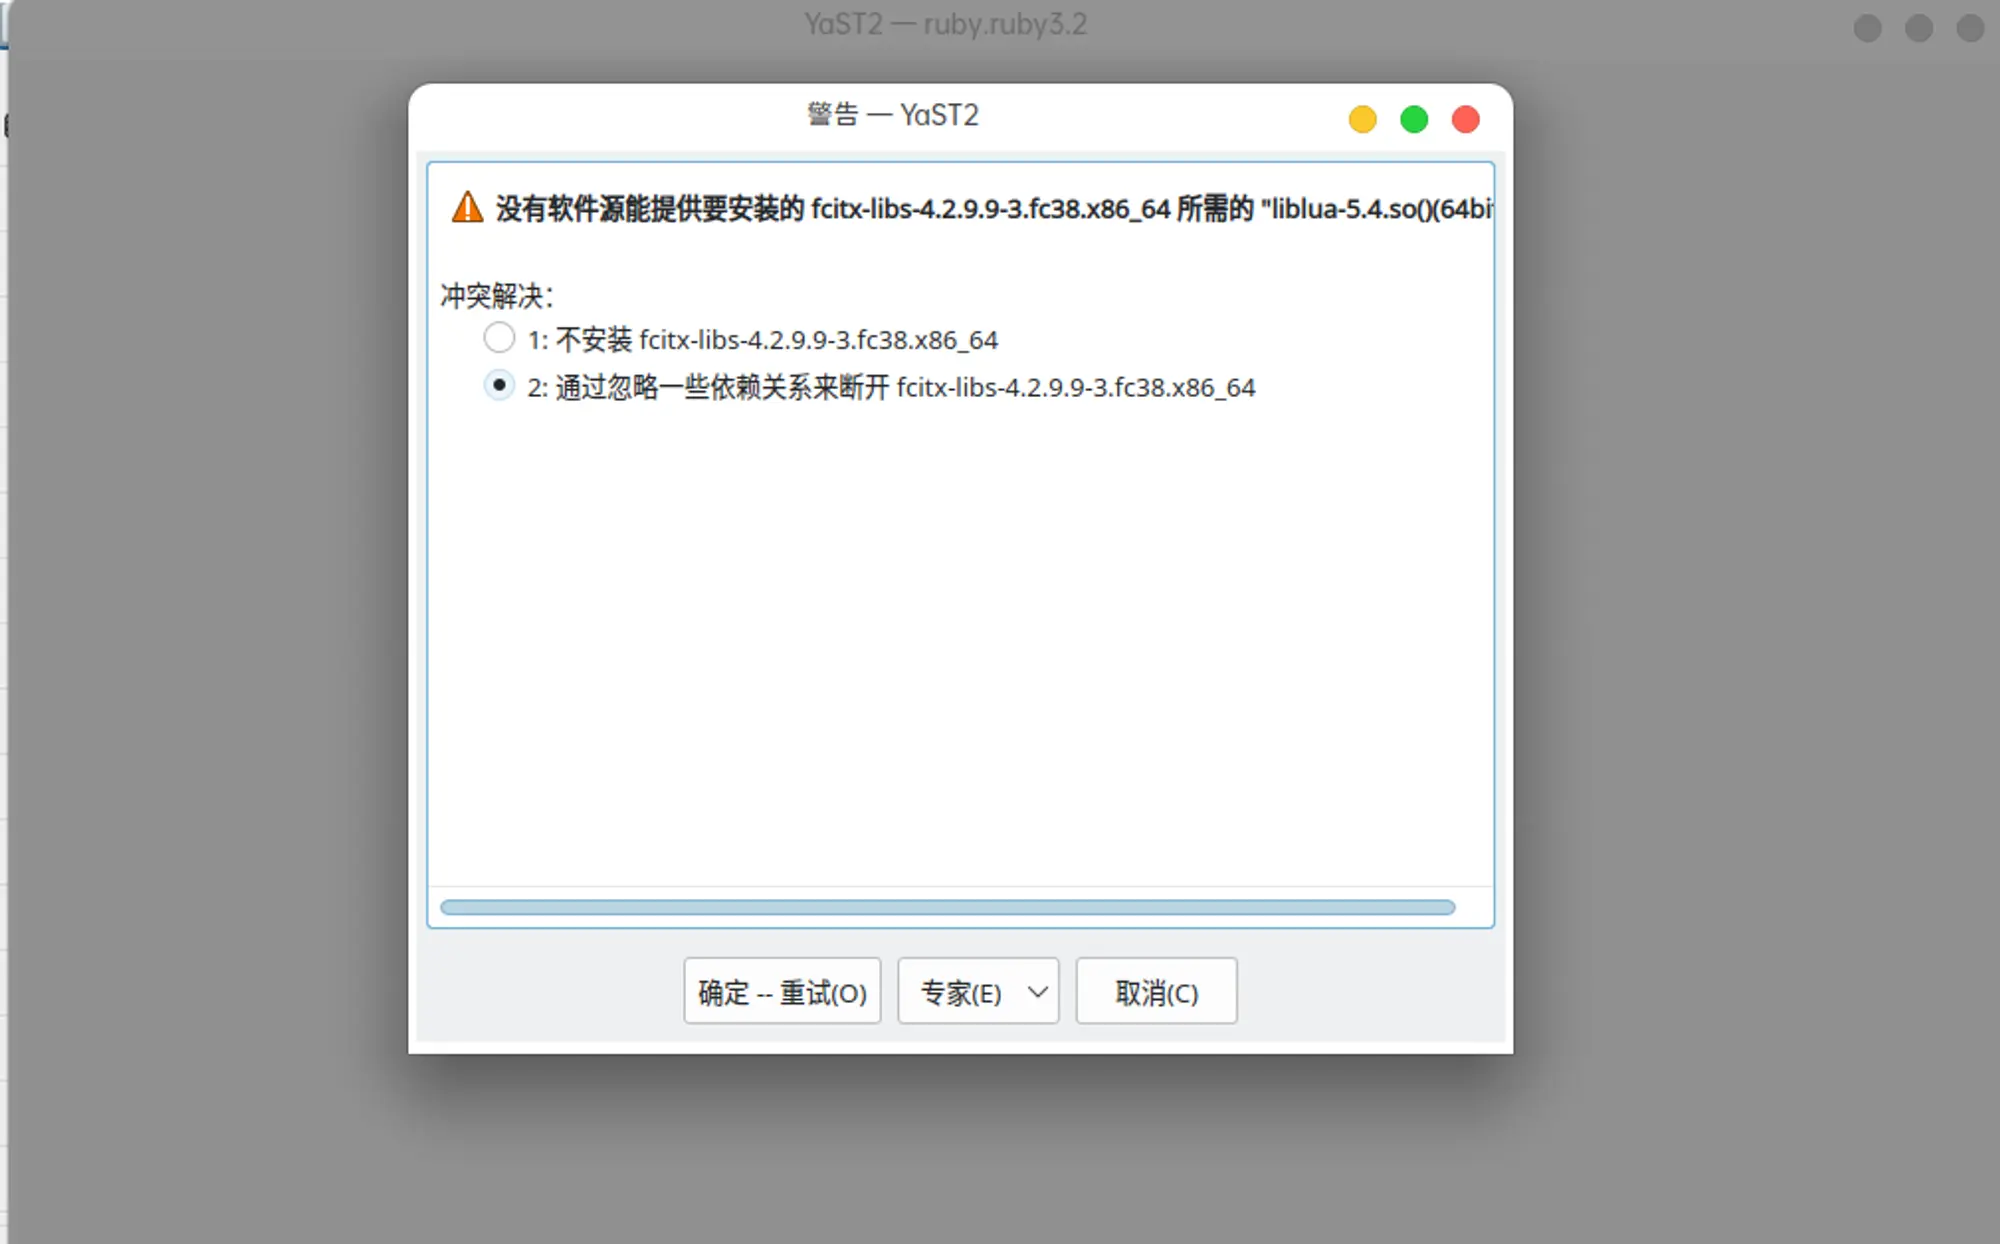 YaST2 — ruby.ruby3.2
警告 — YaST2
没有软件源能提供要安装的 fcitx-libs-4.2.9.9-3.fc38.x86_64 所需的 "liblua-5.4.so()(64bi
冲突解决：
1: 不安装 fcitx-libs-4.2.9.9-3.fc38.x86_64
2: 通过忽略一些依赖关系来断开 fcitx-libs-4.2.9.9-3.fc38.x86_64
确定 -- 重试(O) 专家(E) 取消(C)